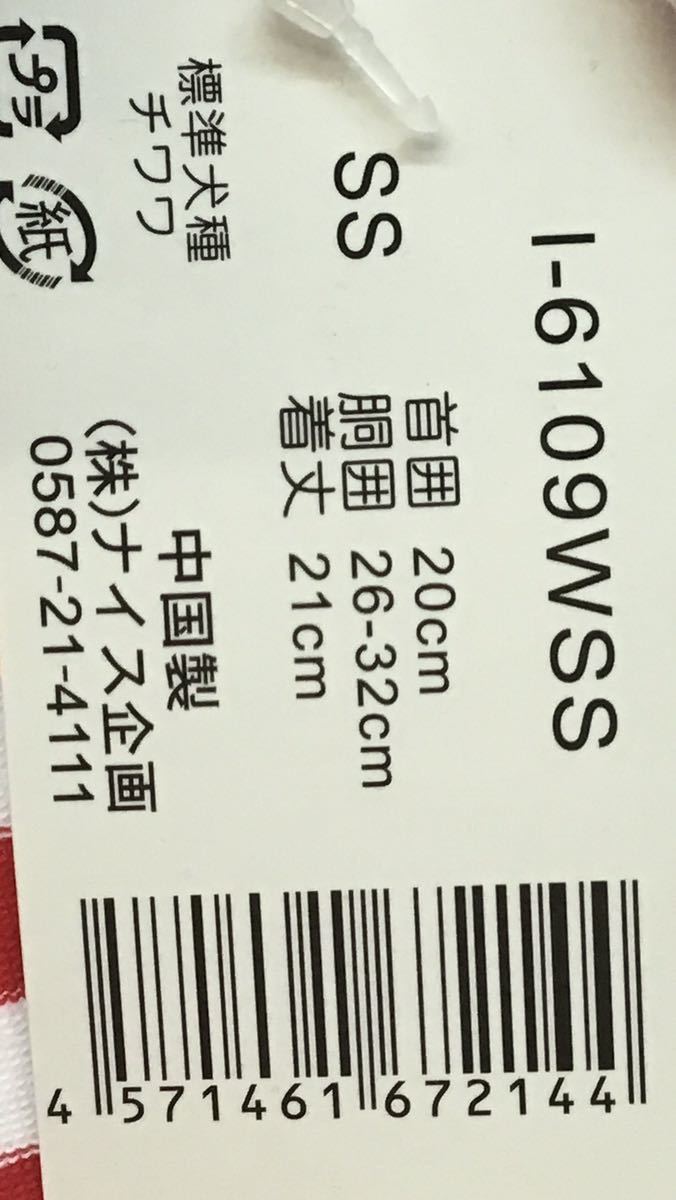 I-6109WSS
SS
首囲 20cm
胴囲 26-32cm
着丈 21cm
標準犬種
チワワ
中国製
(株)ナイス企画
0587-21-4111
プラ
紙
4 571461 672144